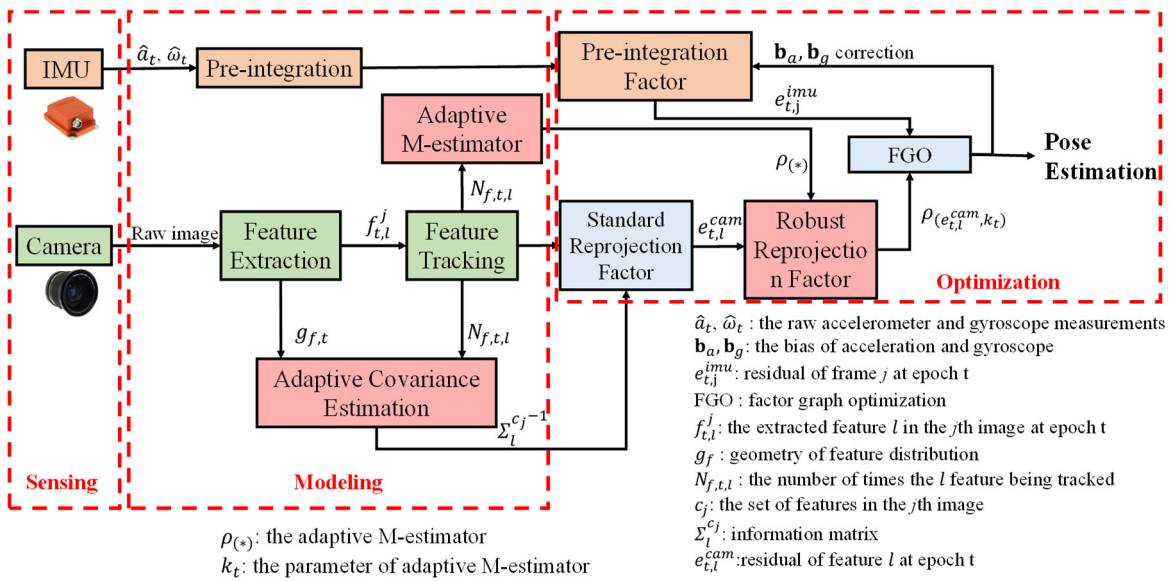 IMU
â_t, ω̂_t
Pre-integration
Pre-integration
Factor
b_a, b_g correction
e_{t,j}^{imu}
Adaptive
M-estimator
FGO
Pose
Estimation
ρ_(*)
N_{f,t,l}
ρ_(e_{t,l}^{cam},k_t)
Camera
Raw image
Feature
Extraction
f_{t,l}^j
Feature
Tracking
Standard
Reprojection
Factor
e_{t,l}^{cam}
Robust
Reprojectio
n Factor
Optimization
g_{f,t}
N_{f,t,l}
Adaptive Covariance
Estimation
Σ_l^{c_j -1}
Sensing
Modeling
â_t, ω̂_t : the raw accelerometer and gyroscope measurements
b_a, b_g: the bias of acceleration and gyroscope
e_{t,j}^{imu}: residual of frame j at epoch t
FGO : factor graph optimization
f_{t,l}^j: the extracted feature l in the jth image at epoch t
g_f : geometry of feature distribution
N_{f,t,l} : the number of times the l feature being tracked
c_j: the set of features in the jth image
Σ_l^{c_j}: information matrix
e_{t,l}^{cam}:residual of feature l at epoch t
ρ_(*): the adaptive M-estimator
k_t: the parameter of adaptive M-estimator